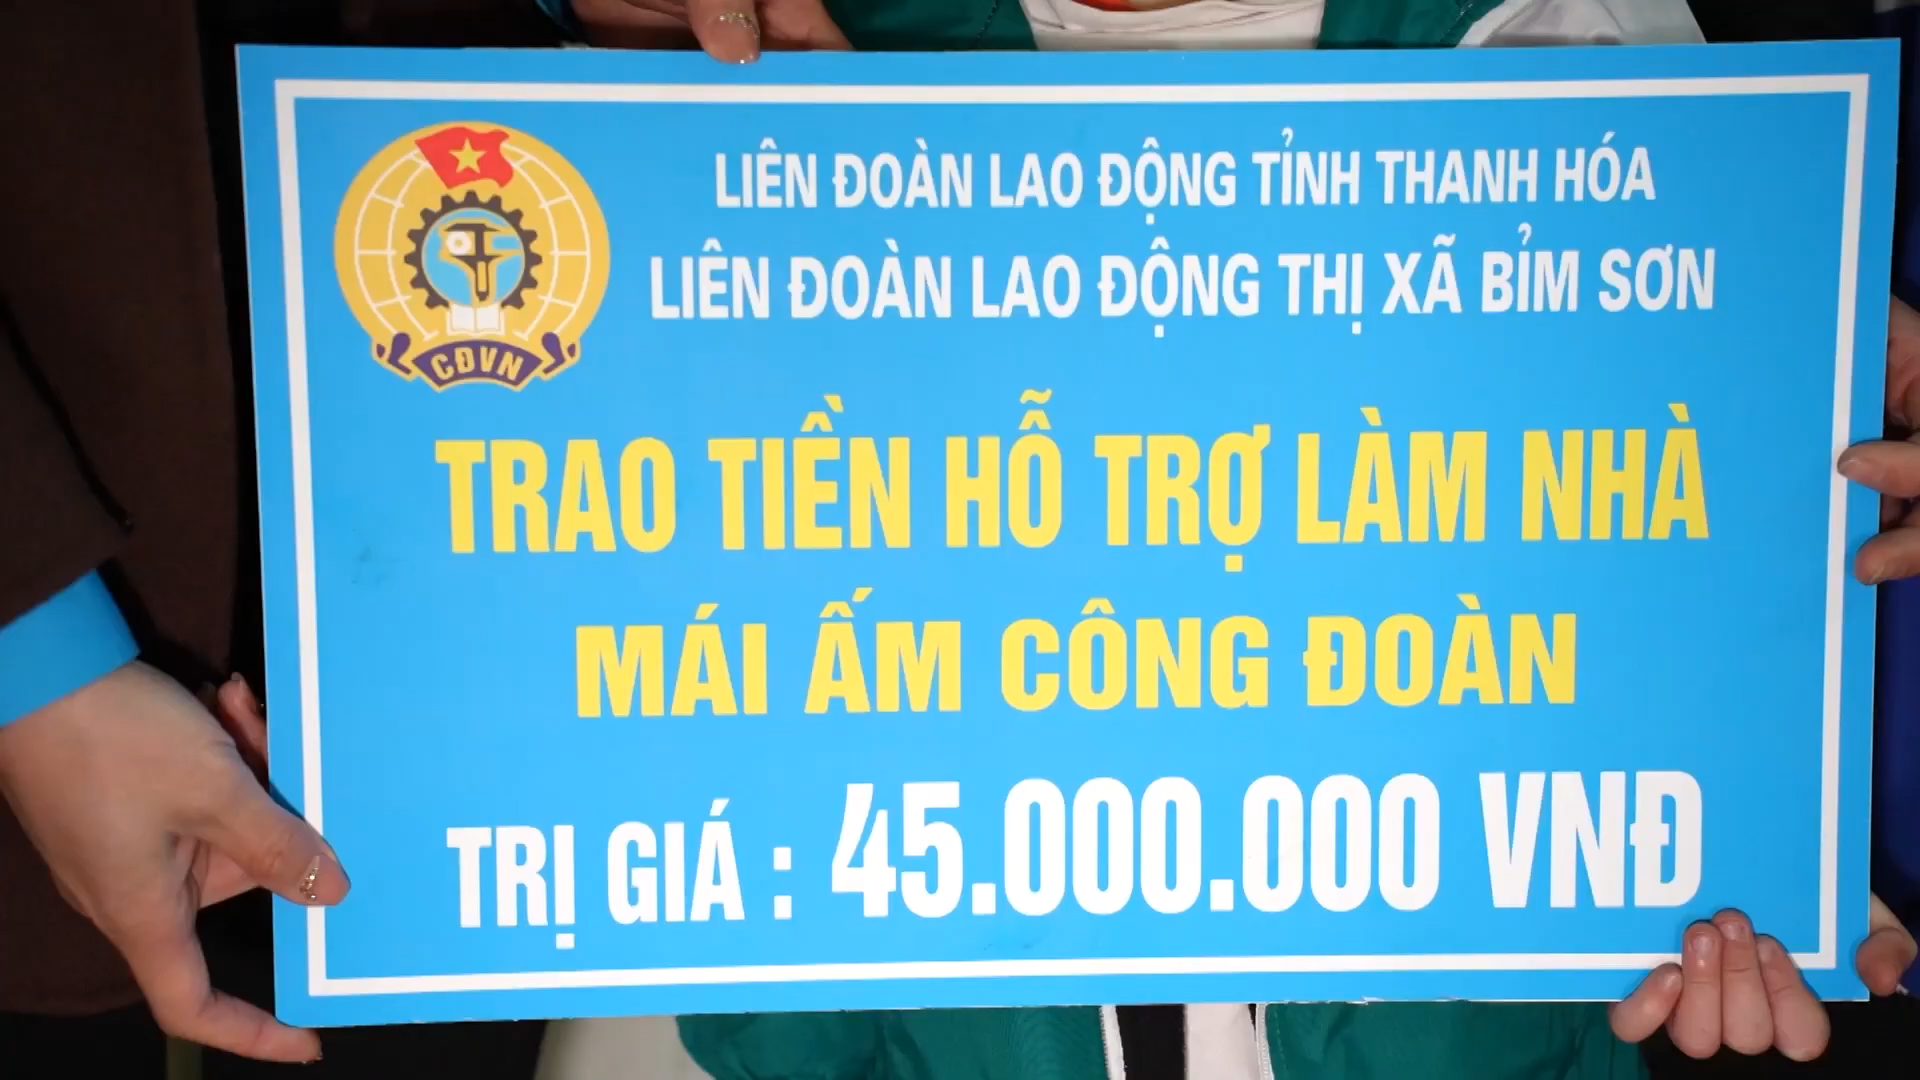 LIÊN ĐOÀN LAO ĐỘNG TỈNH THANH HÓA
LIÊN ĐOÀN LAO ĐỘNG THỊ XÃ BỈM SƠN
CĐVN
TRAO TIỀN HỖ TRỢ LÀM NHÀ
MÁI ẤM CÔNG ĐOÀN
TRỊ GIÁ : 45.000.000 VNĐ